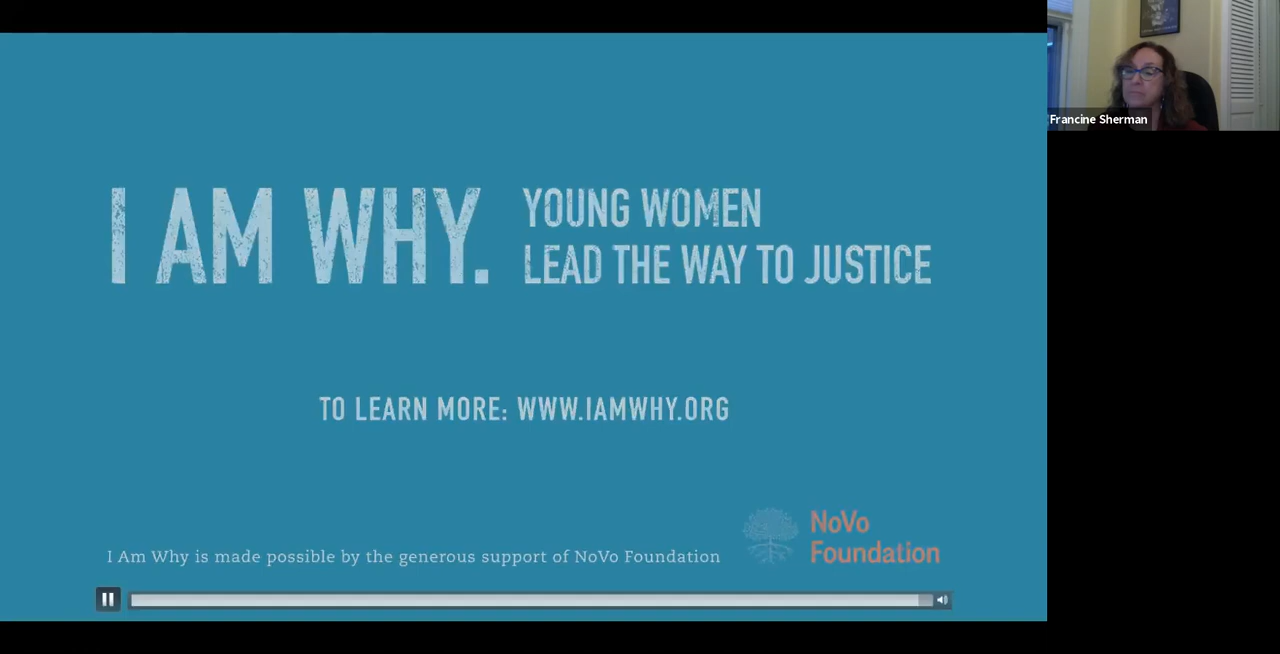 I AM WHY.
YOUNG WOMEN
LEAD THE WAY TO JUSTICE
TO LEARN MORE: WWW.IAMWHY.ORG
I Am Why is made possible by the generous support of NoVo Foundation
NoVo
Foundation
Francine Sherman